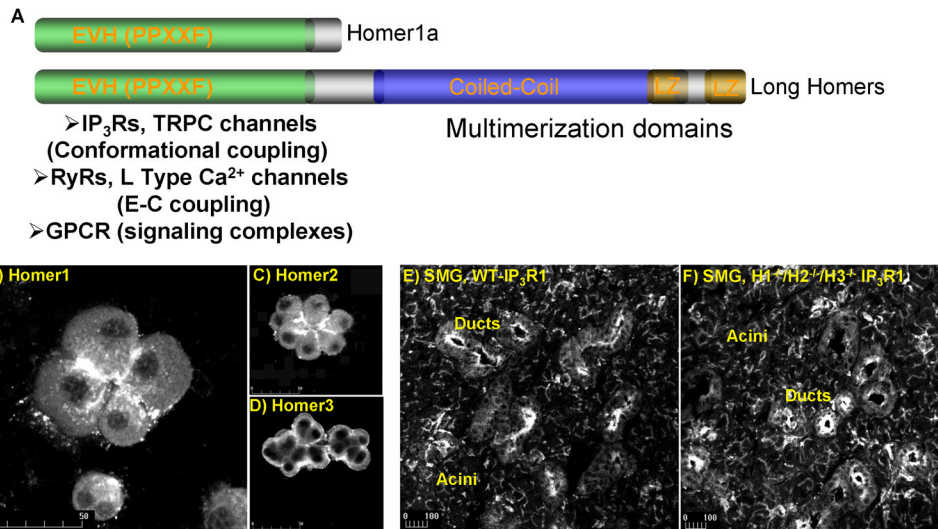 A
EVH (PPXXF)
Homer1a
EVH (PPXXF)
Coiled-Coil
LZ
LZ
Long Homers
➢IP₃Rs, TRPC channels
(Conformational coupling)
➢RyRs, L Type Ca²⁺ channels
(E-C coupling)
➢GPCR (signaling complexes)
Multimerization domains
) Homer1
50
C) Homer2
50
D) Homer3
50
E) SMG, WT-IP₃R1
Ducts
Acini
0 100
F) SMG, H1⁻/⁻/H2⁻/⁻/H3⁻/⁻ IP₃R1
Acini
Ducts
0 100